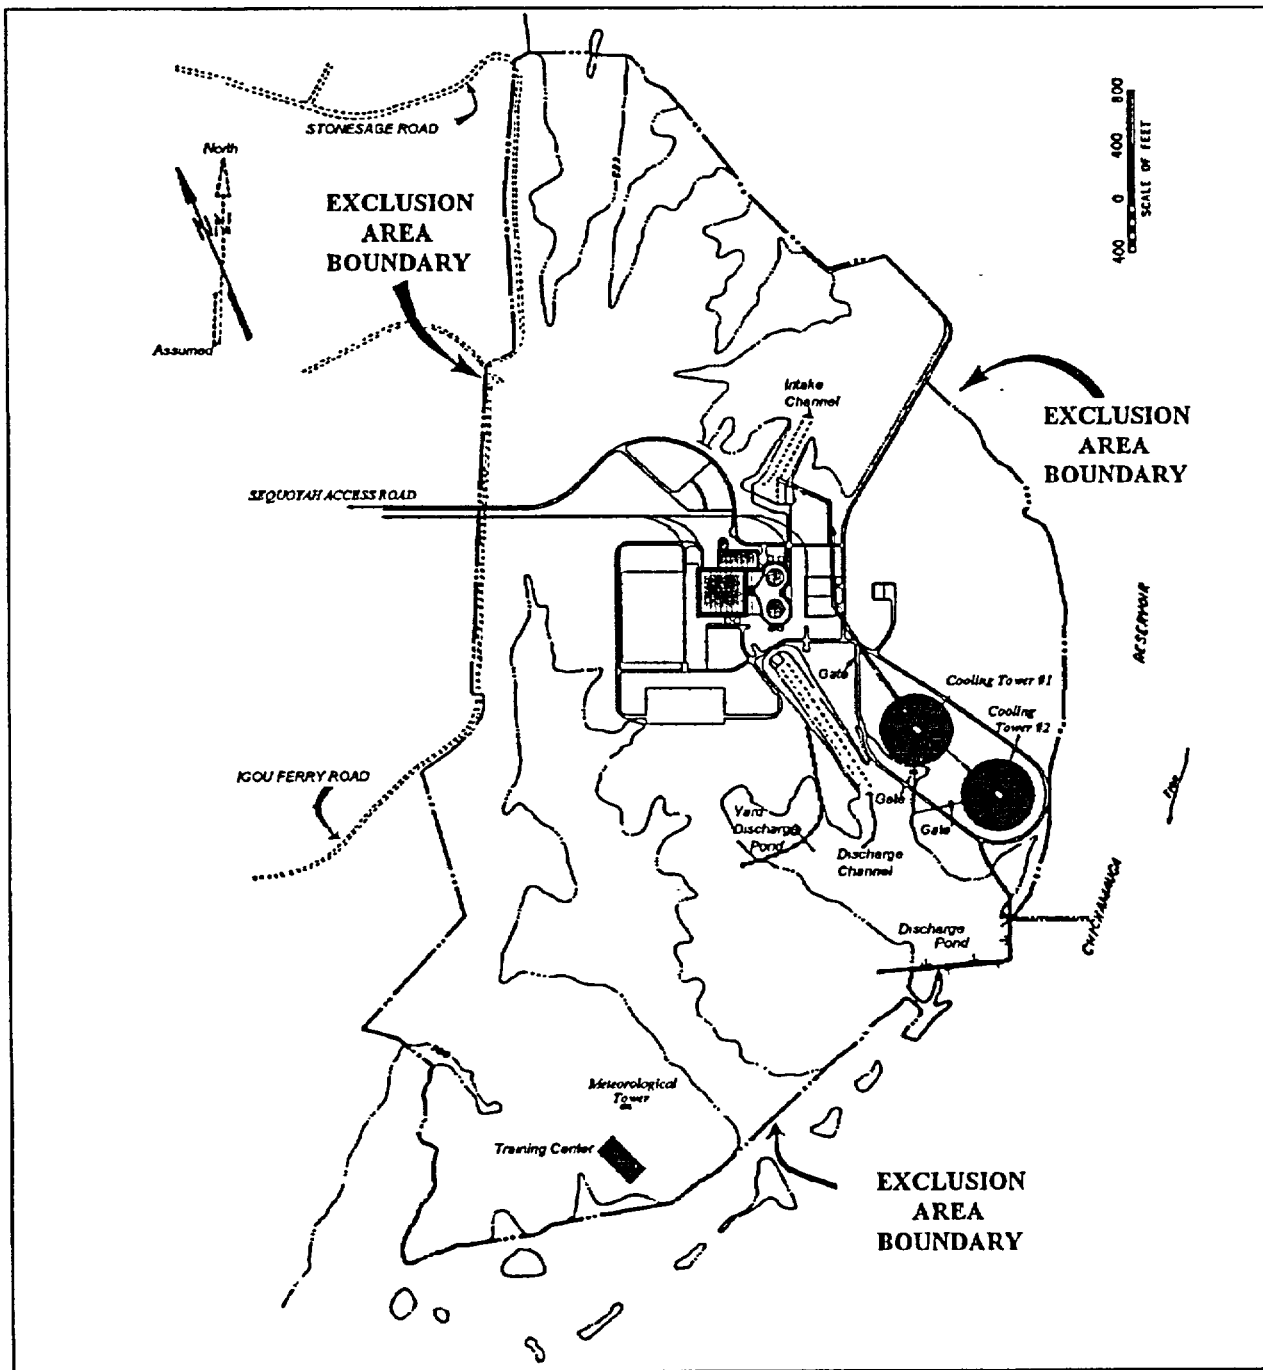 STONESAGE ROAD
North
Assumed
EXCLUSION
AREA
BOUNDARY
800
400
0
400
SCALE OF FEET
Intake
Channel
EXCLUSION
AREA
BOUNDARY
SEQUOYAH ACCESS ROAD
RESERVOIR
Gate
Cooling Tower #1
Cooling
Tower #2
IGOU FERRY ROAD
Gate
Gate
Yard
Discharge
Pond
Discharge
Channel
CHICKAMAUGA
Discharge
Pond
Meteorological
Tower
Training Center
EXCLUSION
AREA
BOUNDARY